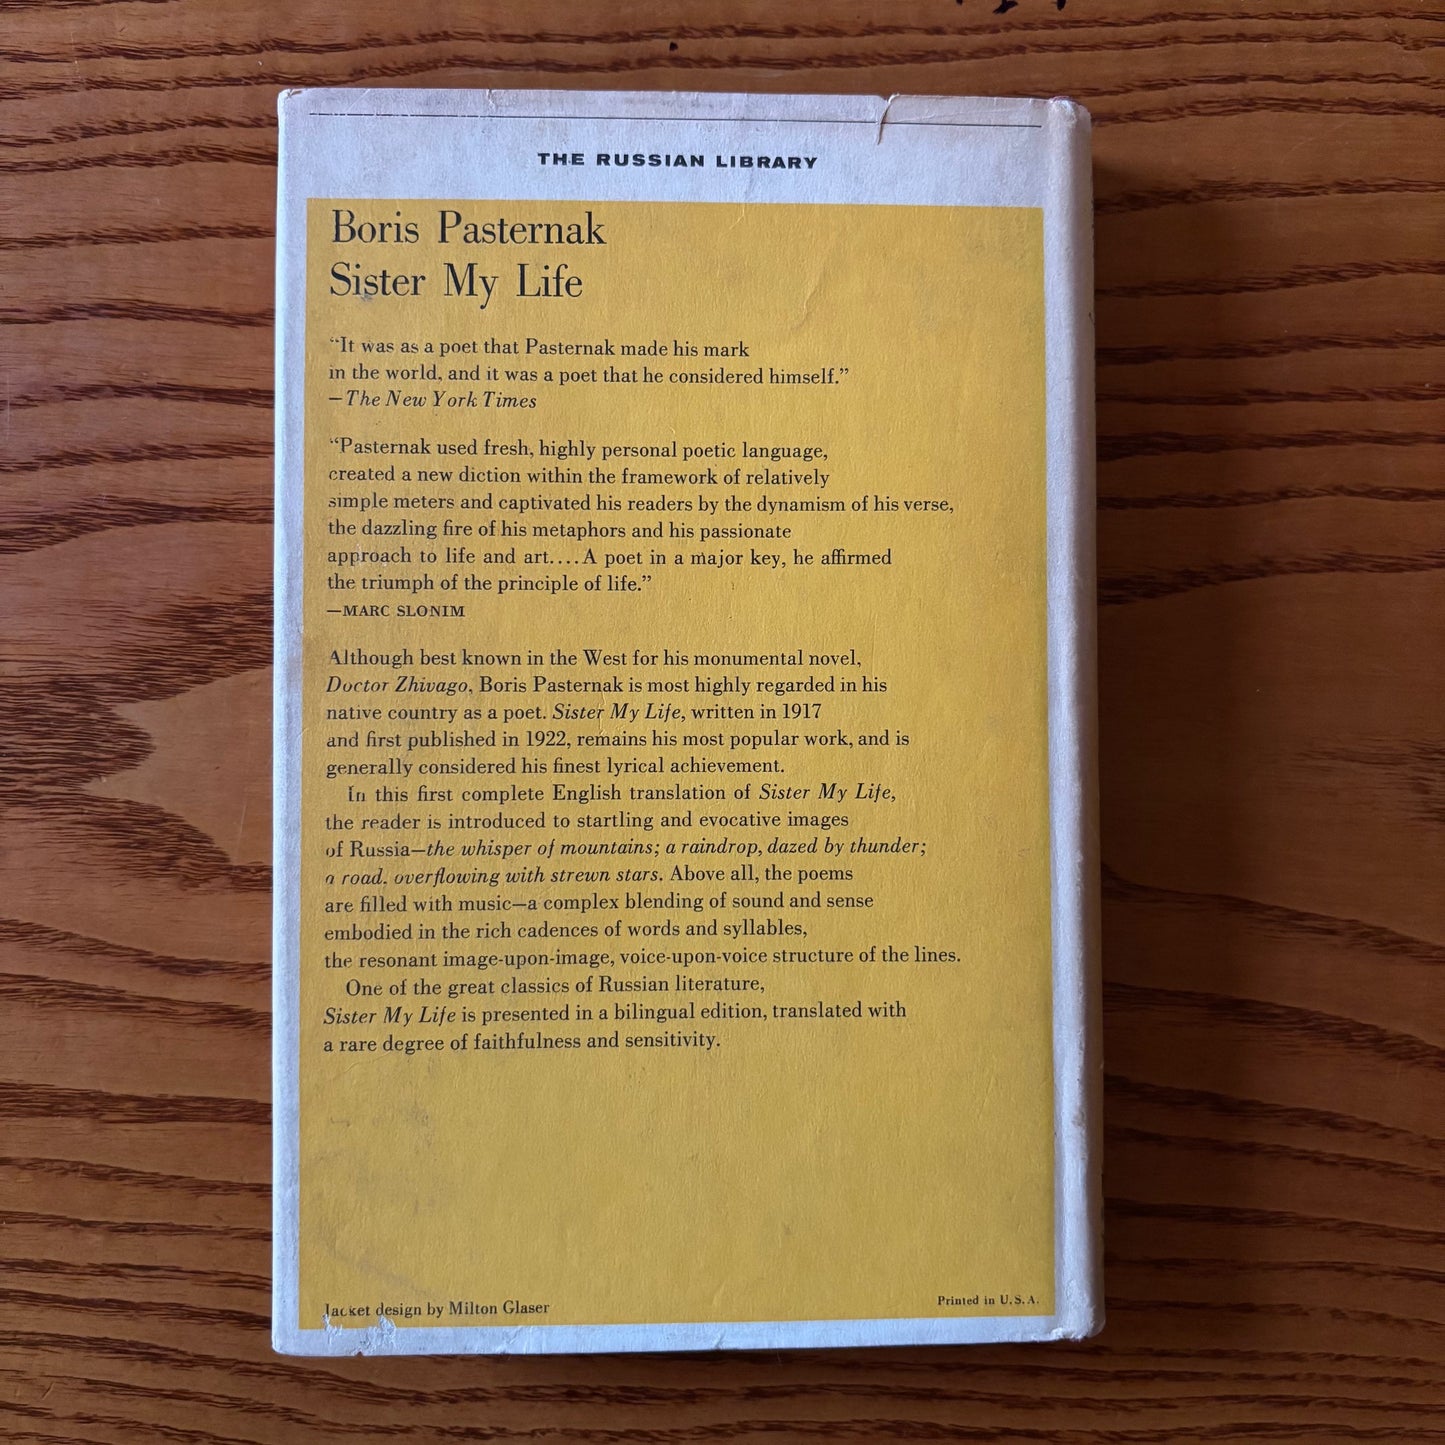 THE RUSSIAN LIBRARY
Boris Pasternak
Sister My Life
“It was as a poet that Pasternak made his mark
in the world, and it was a poet that he considered himself.”
—The New York Times
“Pasternak used fresh, highly personal poetic language,
created a new diction within the framework of relatively
simple meters and captivated his readers by the dynamism of his verse,
the dazzling fire of his metaphors and his passionate
approach to life and art....A poet in a major key, he affirmed
the triumph of the principle of life.”
—MARC SLONIM
Although best known in the West for his monumental novel,
Doctor Zhivago, Boris Pasternak is most highly regarded in his
native country as a poet. Sister My Life, written in 1917
and first published in 1922, remains his most popular work, and is
generally considered his finest lyrical achievement.
In this first complete English translation of Sister My Life,
the reader is introduced to startling and evocative images
of Russia—the whisper of mountains; a raindrop, dazed by thunder;
a road, overflowing with strewn stars. Above all, the poems
are filled with music—a complex blending of sound and sense
embodied in the rich cadences of words and syllables,
the resonant image-upon-image, voice-upon-voice structure of the lines.
One of the great classics of Russian literature,
Sister My Life is presented in a bilingual edition, translated with
a rare degree of faithfulness and sensitivity.
Jacket design by Milton Glaser
Printed in U.S.A.